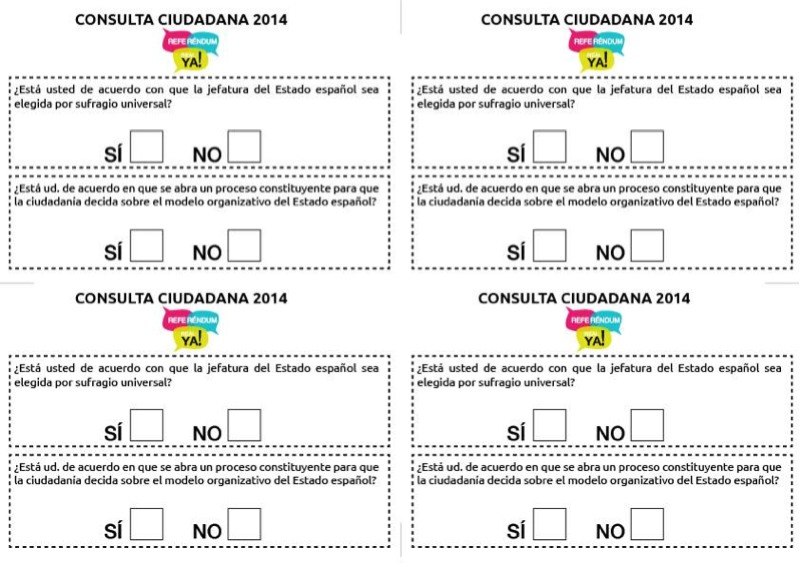 CONSULTA CIUDADANA 2014
REFERÉNDUM
YA!
¿Está usted de acuerdo con que la jefatura del Estado español sea
elegida por sufragio universal?
SÍ NO
¿Está ud. de acuerdo en que se abra un proceso constituyente para que
la ciudadanía decida sobre el modelo organizativo del Estado español?
SÍ NO
CONSULTA CIUDADANA 2014
REFERÉNDUM
YA!
¿Está usted de acuerdo con que la jefatura del Estado español sea
elegida por sufragio universal?
SÍ NO
¿Está ud. de acuerdo en que se abra un proceso constituyente para que
la ciudadanía decida sobre el modelo organizativo del Estado español?
SÍ NO
CONSULTA CIUDADANA 2014
REFERÉNDUM
YA!
¿Está usted de acuerdo con que la jefatura del Estado español sea
elegida por sufragio universal?
SÍ NO
¿Está ud. de acuerdo en que se abra un proceso constituyente para que
la ciudadanía decida sobre el modelo organizativo del Estado español?
SÍ NO
CONSULTA CIUDADANA 2014
REFERÉNDUM
YA!
¿Está usted de acuerdo con que la jefatura del Estado español sea
elegida por sufragio universal?
SÍ NO
¿Está ud. de acuerdo en que se abra un proceso constituyente para que
la ciudadanía decida sobre el modelo organizativo del Estado español?
SÍ NO